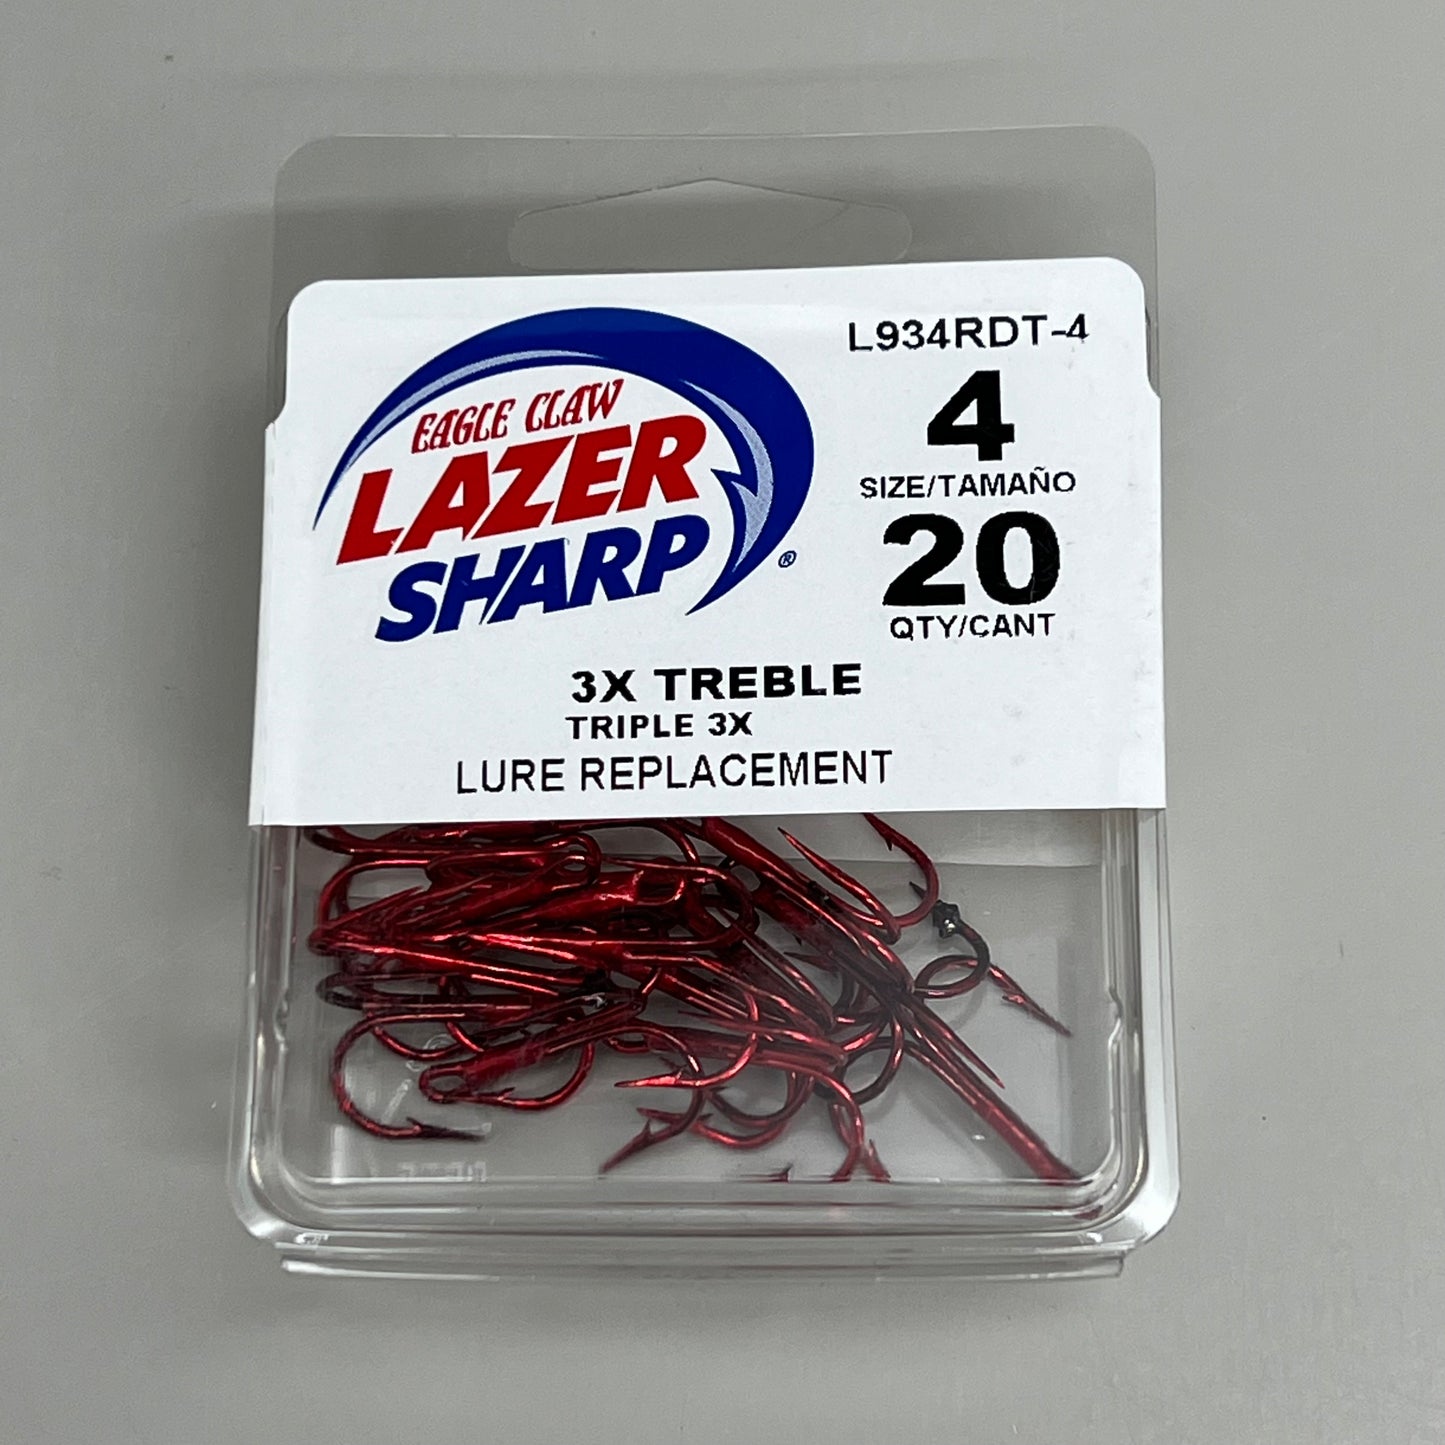 EAGLE CLAW
LAZER
SHARP®
L934RDT-4
4
SIZE/TAMAÑO
20
QTY/CANT
3X TREBLE
TRIPLE 3X
LURE REPLACEMENT